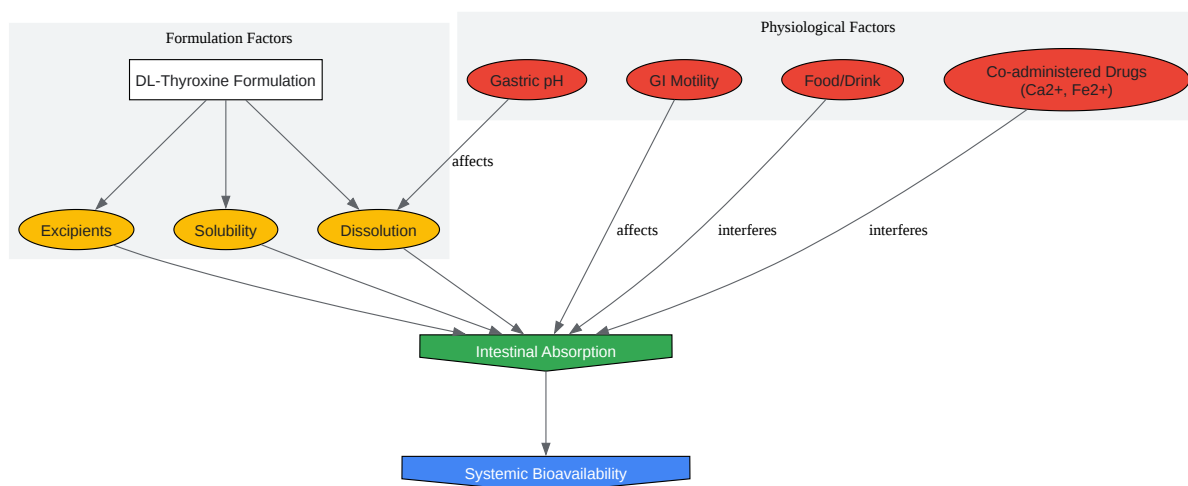 Formulation Factors
Physiological Factors
DL-Thyroxine Formulation
Gastric pH
GI Motility
Food/Drink
Co-administered Drugs
(Ca2+, Fe2+)
affects
Excipients
Solubility
Dissolution
affects
interferes
interferes
Intestinal Absorption
Systemic Bioavailability